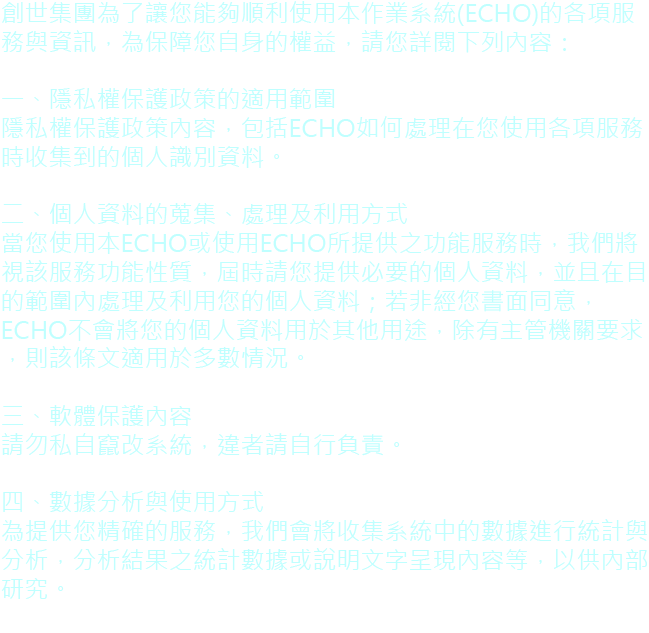 創世集團為了讓您能夠順利使用本作業系統(ECHO)的各項服
務與資訊，為保障您自身的權益，請您詳閱下列內容：
一、隱私權保護政策的適用範圍
隱私權保護政策內容，包括ECHO如何處理在您使用各項服務
時收集到的個人識別資料。
二、個人資料的蒐集、處理及利用方式
當您使用本ECHO或使用ECHO所提供之功能服務時，我們將
視該服務功能性質，屆時請您提供必要的個人資料，並且在目
的範圍內處理及利用您的個人資料；若非經您書面同意，
ECHO不會將您的個人資料用於其他用途，除有主管機關要求
，則該條文適用於多數情況。
三、軟體保護內容
請勿私自竄改系統，違者請自行負責。
四、數據分析與使用方式
為提供您精確的服務，我們會將收集系統中的數據進行統計與
分析，分析結果之統計數據或說明文字呈現內容等，以供內部
研究。